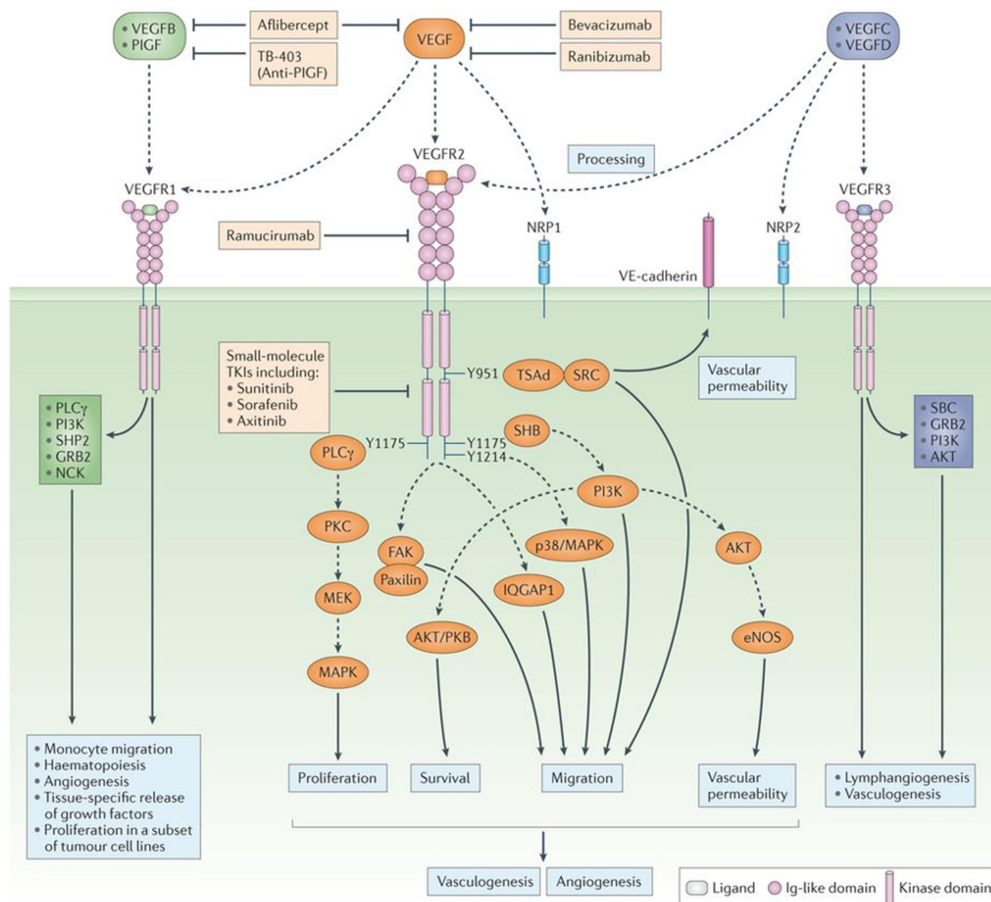 • VEGFB
• PIGF
Aflibercept
TB-403
(Anti-PIGF)
VEGF
Bevacizumab
Ranibizumab
• VEGFC
• VEGFD
Processing
VEGFR1
VEGFR2
VEGFR3
Ramucirumab
NRP1
VE-cadherin
NRP2
Small-molecule
TKIs including:
• Sunitinib
• Sorafenib
• Axitinib
Y951
TSAd
SRC
Vascular
permeability
• PLCγ
• PI3K
• SHP2
• GRB2
• NCK
PLCγ
Y1175
Y1175
Y1214
SHB
PI3K
• SBC
• GRB2
• PI3K
• AKT
PKC
FAK
Paxilin
p38/MAPK
AKT
MEK
IQGAP1
AKT/PKB
eNOS
MAPK
• Monocyte migration
• Haematopoiesis
• Angiogenesis
• Tissue-specific release
of growth factors
• Proliferation in a subset
of tumour cell lines
Proliferation
Survival
Migration
Vascular
permeability
• Lymphangiogenesis
• Vasculogenesis
Vasculogenesis
Angiogenesis
Ligand
Ig-like domain
Kinase domain